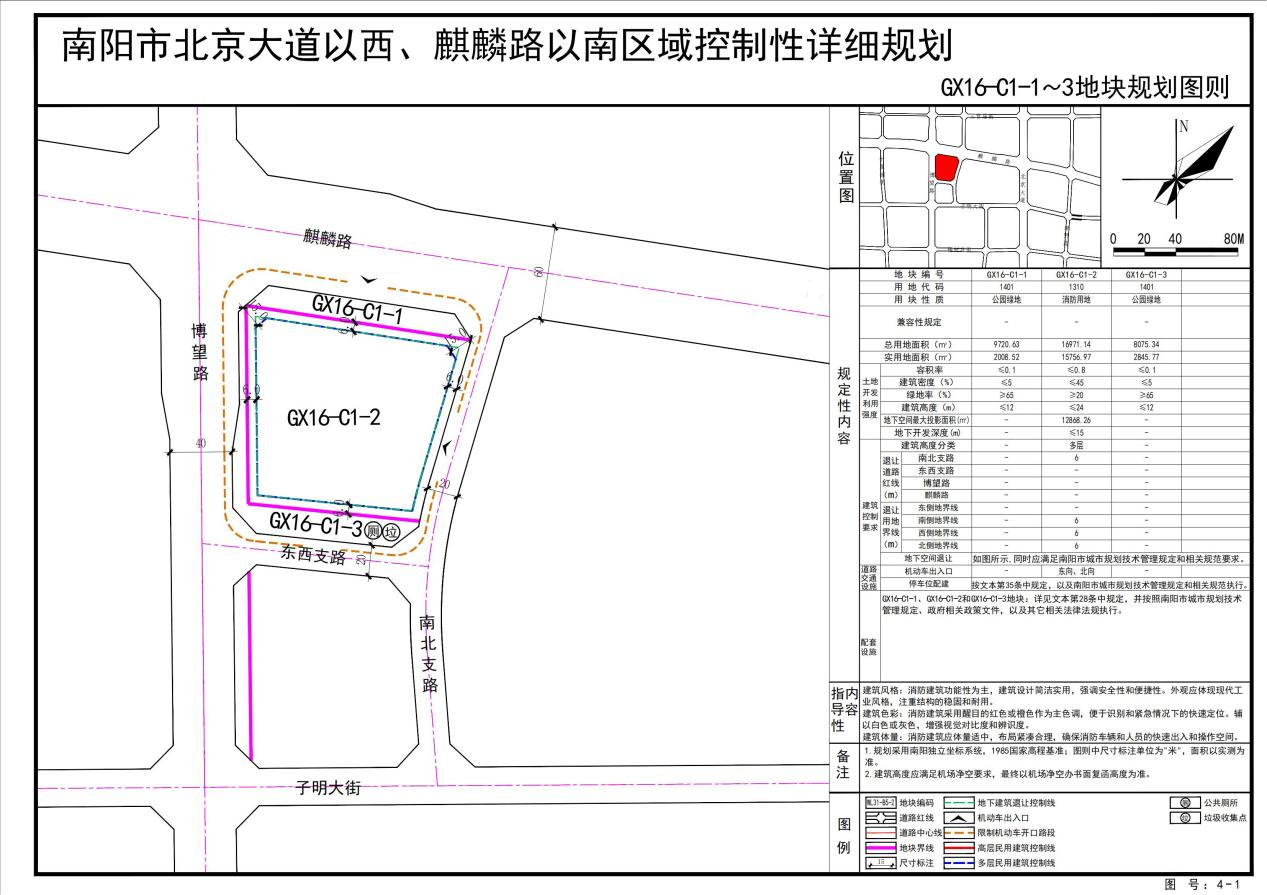 南阳市北京大道以西、麒麟路以南区域控制性详细规划
GX16-C1-1~3地块规划图则
麒麟路
博望路
GX16-C1-1
GX16-C1-2
GX16-C1-3
厕
垃
东西支路
南北支路
子明大街
60
40
20
20
6.0
6.0
6.0
6.0
位置图
N
0 20 40 80M
规定性内容
地块编号 GX16-C1-1 GX16-C1-2 GX16-C1-3
用地代码 1401 1310 1401
用块性质 公园绿地 消防用地 公园绿地
兼容性规定 - - -
总用地面积(㎡) 9720.63 16971.14 8075.34
实用地面积(㎡) 2008.52 15756.97 2845.77
土地开发利用强度
容积率 ≤0.1 ≤0.8 ≤0.1
建筑密度(%) ≤5 ≤45 ≤5
绿地率(%) ≥65 ≥20 ≥65
建筑高度(m) ≤12 ≤24 ≤12
地下空间最大投影面积(㎡) - 12868.26 -
地下开发深度(m) - ≤15 -
建筑控制要求
建筑高度分类 - 多层 -
退让道路红线(m)
南北支路 - 6 -
东西支路 - - -
博望路 - - -
麒麟路 - - -
退让用地界线(m)
东侧地界线 - - -
南侧地界线 - 6 -
西侧地界线 - 6 -
北侧地界线 - 6 -
地下空间退让 如图所示,同时应满足南阳市城市规划技术管理规定和相关规范要求。
道路交通设施
机动车出入口 - 东向、北向 -
停车位配建 按文本第35条中规定，以及南阳市城市规划技术管理规定和相关规范执行。
配套设施
GX16-C1-1、GX16-C1-2和GX16-C1-3地块：详见文本第28条中规定，并按照南阳市城市规划技术
管理规定、政府相关政策文件，以及其它相关法律法规执行。
指导性内容
建筑风格：消防建筑功能性为主，建筑设计简洁实用，强调安全性和便捷性。外观应体现现代工
业风格，注重结构的稳固和耐用。
建筑色彩：消防建筑采用醒目的红色或橙色作为主色调，便于识别和紧急情况下的快速定位。辅
以白色或灰色，增强视觉对比度和辨识度。
建筑体量：消防建筑应体量适中，布局紧凑合理，确保消防车辆和人员的快速出入和操作空间。
备注
1.规划采用南阳独立坐标系统，1985国家高程基准；图则中尺寸标注单位为"米"，面积以实测为
准。
2.建筑高度应满足机场净空要求，最终以机场净空办书面复函高度为准。
图例
地块编码 地下建筑退让控制线 厕 公共厕所
道路红线 机动车出入口 垃 垃圾收集点
道路中心线 限制机动车开口路段
地块界线 高层民用建筑控制线
15 尺寸标注 多层民用建筑控制线
图 号：4-1